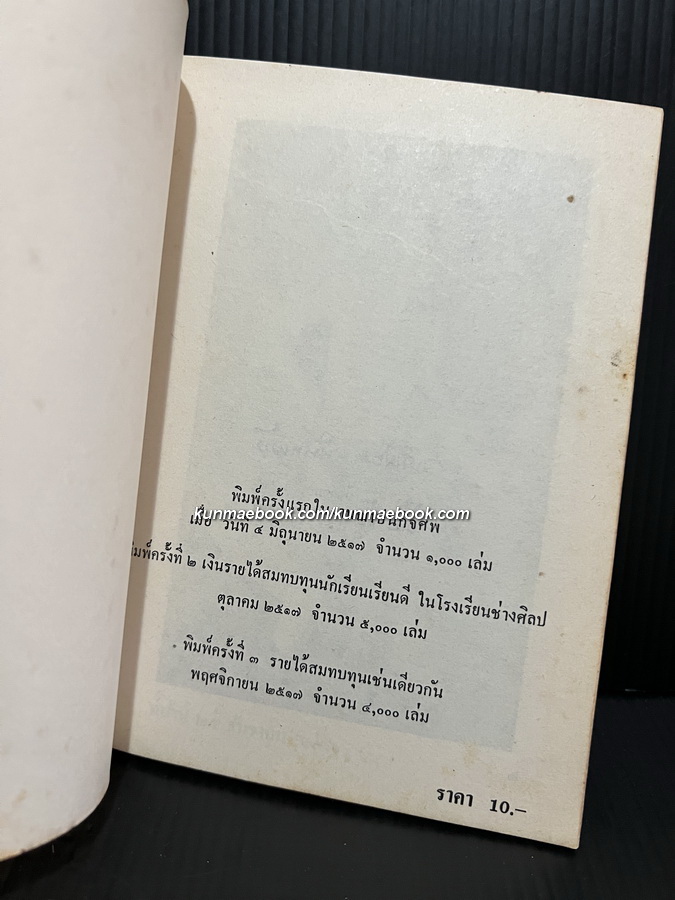 พิมพ์ครั้งแรกใน
kunmaebook.com/kunmaebook.com
เมื่อ วันที่ ๔ มิถุนายน ๒๕๑๗ จำนวน ๑,๐๐๐ เล่ม
พิมพ์ครั้งที่ ๒ เงินรายได้สมทบทุนนักเรียนเรียนดี ในโรงเรียนช่างศิลป
ตุลาคม ๒๕๑๗ จำนวน ๕,๐๐๐ เล่ม
พิมพ์ครั้งที่ ๓ รายได้สมทบทุนเช่นเดียวกัน
พฤศจิกายน ๒๕๑๗ จำนวน ๔,๐๐๐ เล่ม
ราคา 10.–